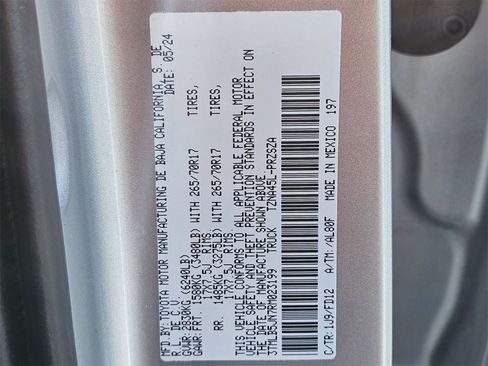 MFD.BY:TOYOTA MOTOR MANUFACTURING DE BAJA CALIFORNIA, S. DE
R.L. DE C.V. DATE: 05/24
GVWR:2830KG (6240LB)
GAWR:FRT. 1580KG (3480LB) WITH 265/70R17 TIRES,
17X7.5J RIMS
RR. 1485KG (3275LB) WITH 265/70R17 TIRES,
17X7.5J RIMS
THIS VEHICLE CONFORMS TO ALL APPLICABLE FEDERAL MOTOR
VEHICLE SAFETY AND THEFT PREVENTION STANDARDS IN EFFECT ON
THE DATE OF MANUFACTURE SHOWN ABOVE.
3TMLB5JN7RM023199 TRUCK TZNA45L-PRZSZA
C/TR:1J9/FD12 A/TM:/AL80F MADE IN MEXICO 197